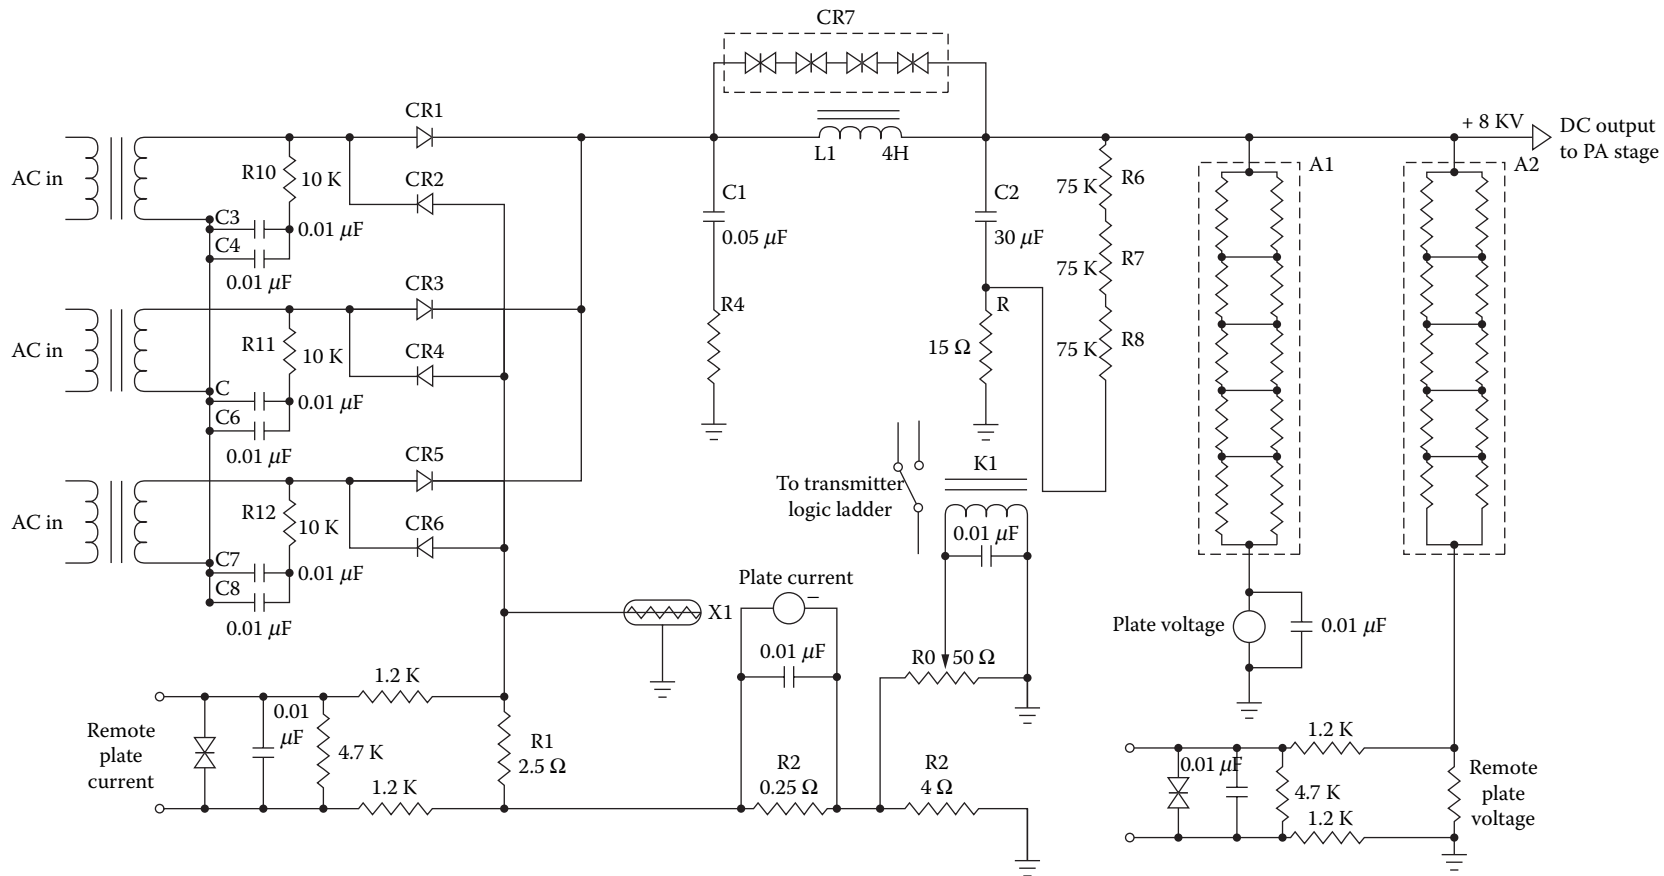 CR7
CR1
+ 8 KV
DC output
to PA stage
L1
4H
A1
A2
AC in
R10
10 K
CR2
R6
75 K
C1
0.05 µF
C2
30 µF
C3
0.01 µF
C4
0.01 µF
R7
75 K
CR3
R4
R
15 Ω
R8
75 K
AC in
R11
10 K
CR4
C
0.01 µF
C6
0.01 µF
CR5
K1
To transmitter
logic ladder
AC in
R12
10 K
CR6
0.01 µF
C7
0.01 µF
C8
0.01 µF
Plate current
–
X1
Plate voltage
0.01 µF
0.01 µF
R0
50 Ω
1.2 K
Remote
plate
current
0.01
µF
4.7 K
R1
2.5 Ω
1.2 K
R2
0.25 Ω
R2
4 Ω
1.2 K
0.01 µF
4.7 K
1.2 K
Remote
plate
voltage